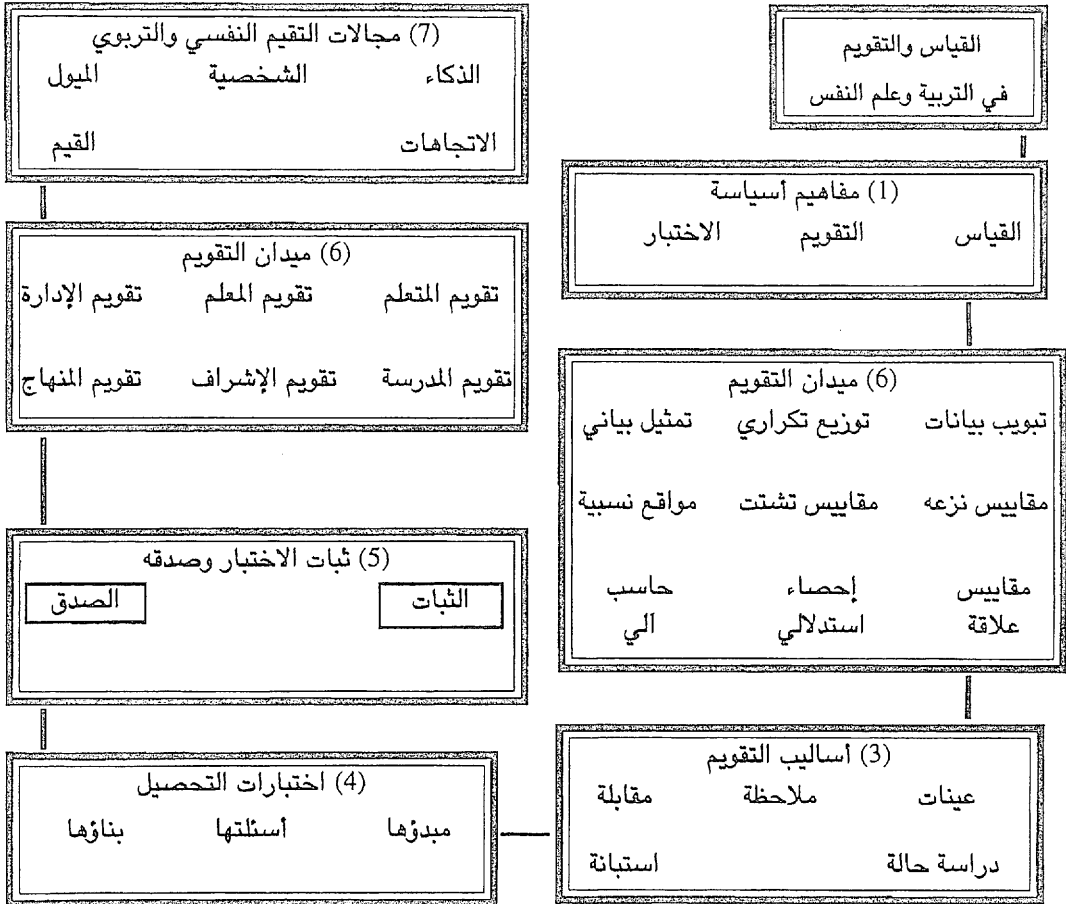 القياس والتقويم
في التربية وعلم النفس
(1) مفاهيم أسياسة
القياس التقويم الاختبار
(6) ميدان التقويم
تبويب بيانات توزيع تكراري تمثيل بياني
مقاييس نزعه مقاييس تشتت مواقع نسبية
مقاييس إحصاء حاسب
علاقة استدلالي آلي
(3) أساليب التقويم
عينات ملاحظة مقابلة
دراسة حالة استبانة
(4) اختبارات التحصيل
مبدؤها أسئلتها بناؤها
(5) ثبات الاختبار وصدقه
الثبات الصدق
(6) ميدان التقويم
تقويم المتعلم تقويم المعلم تقويم الإدارة
تقويم المدرسة تقويم الإشراف تقويم المنهاج
(7) مجالات التقيم النفسي والتربوي
الذكاء الشخصية الميول
الاتجاهات القيم